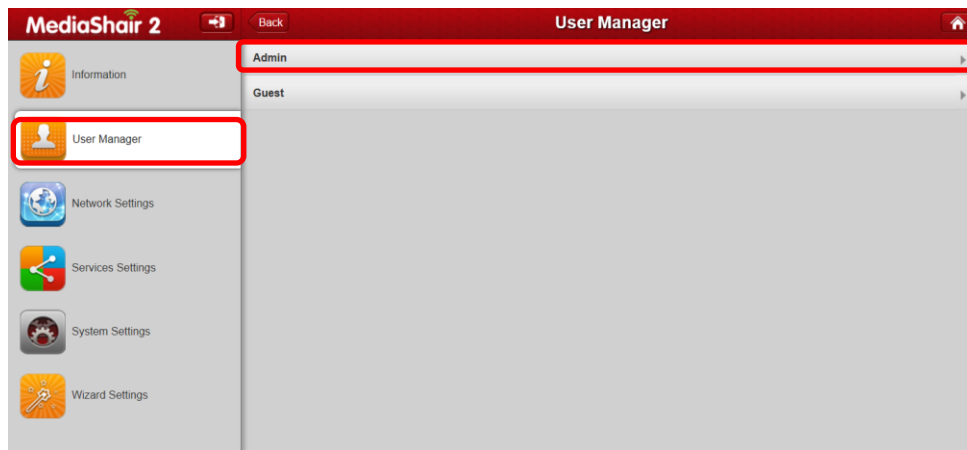 MediaShair 2
Back
User Manager
Information
User Manager
Network Settings
Services Settings
System Settings
Wizard Settings
Admin
Guest